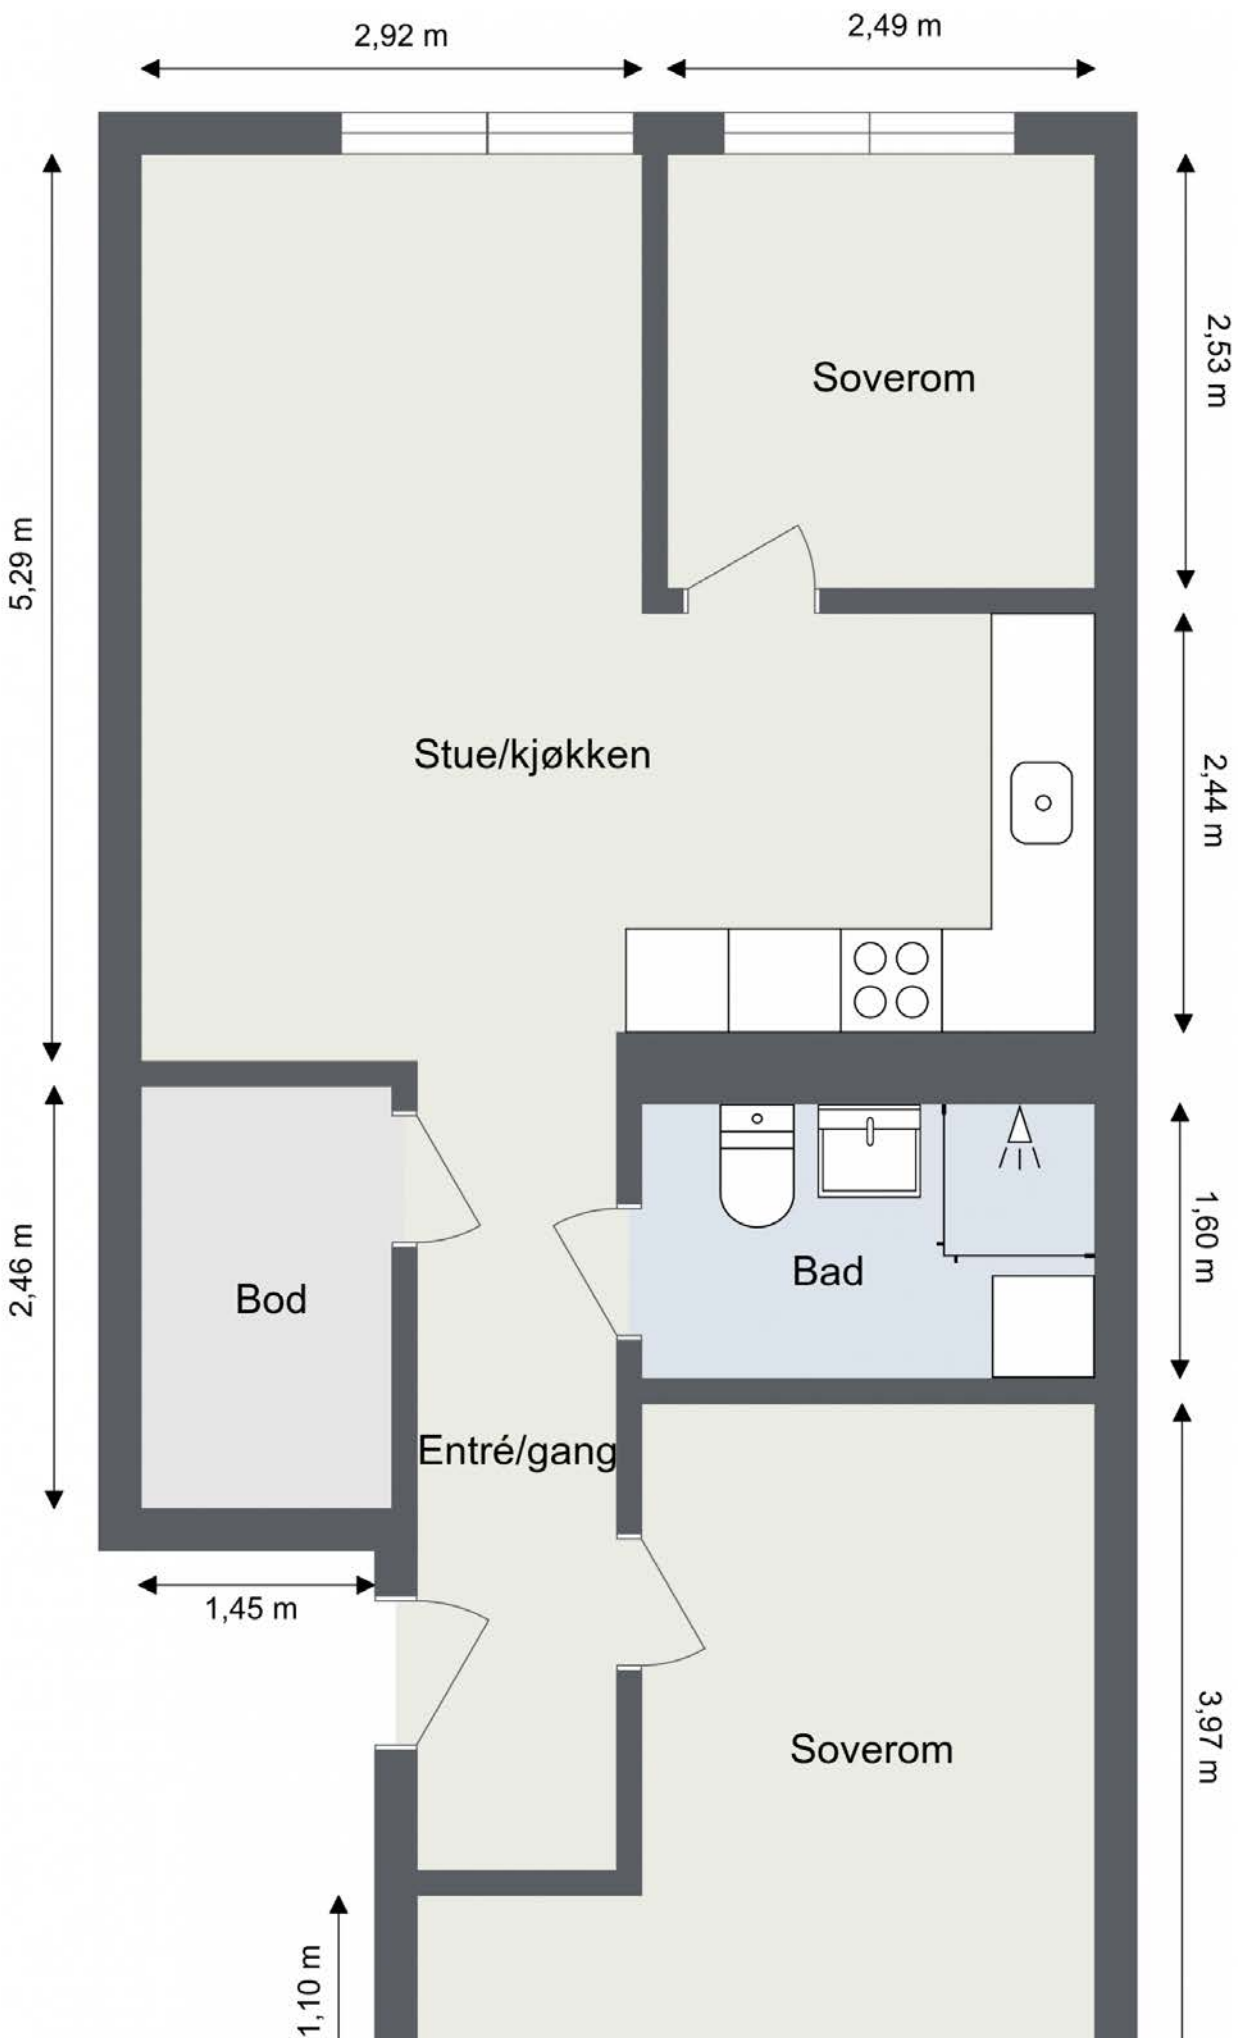 2,92 m
2,49 m
2,53 m
Soverom
5,29 m
Stue/kjøkken
2,44 m
1,60 m
Bad
2,46 m
Bod
Entré/gang
1,45 m
3,97 m
Soverom
1,10 m